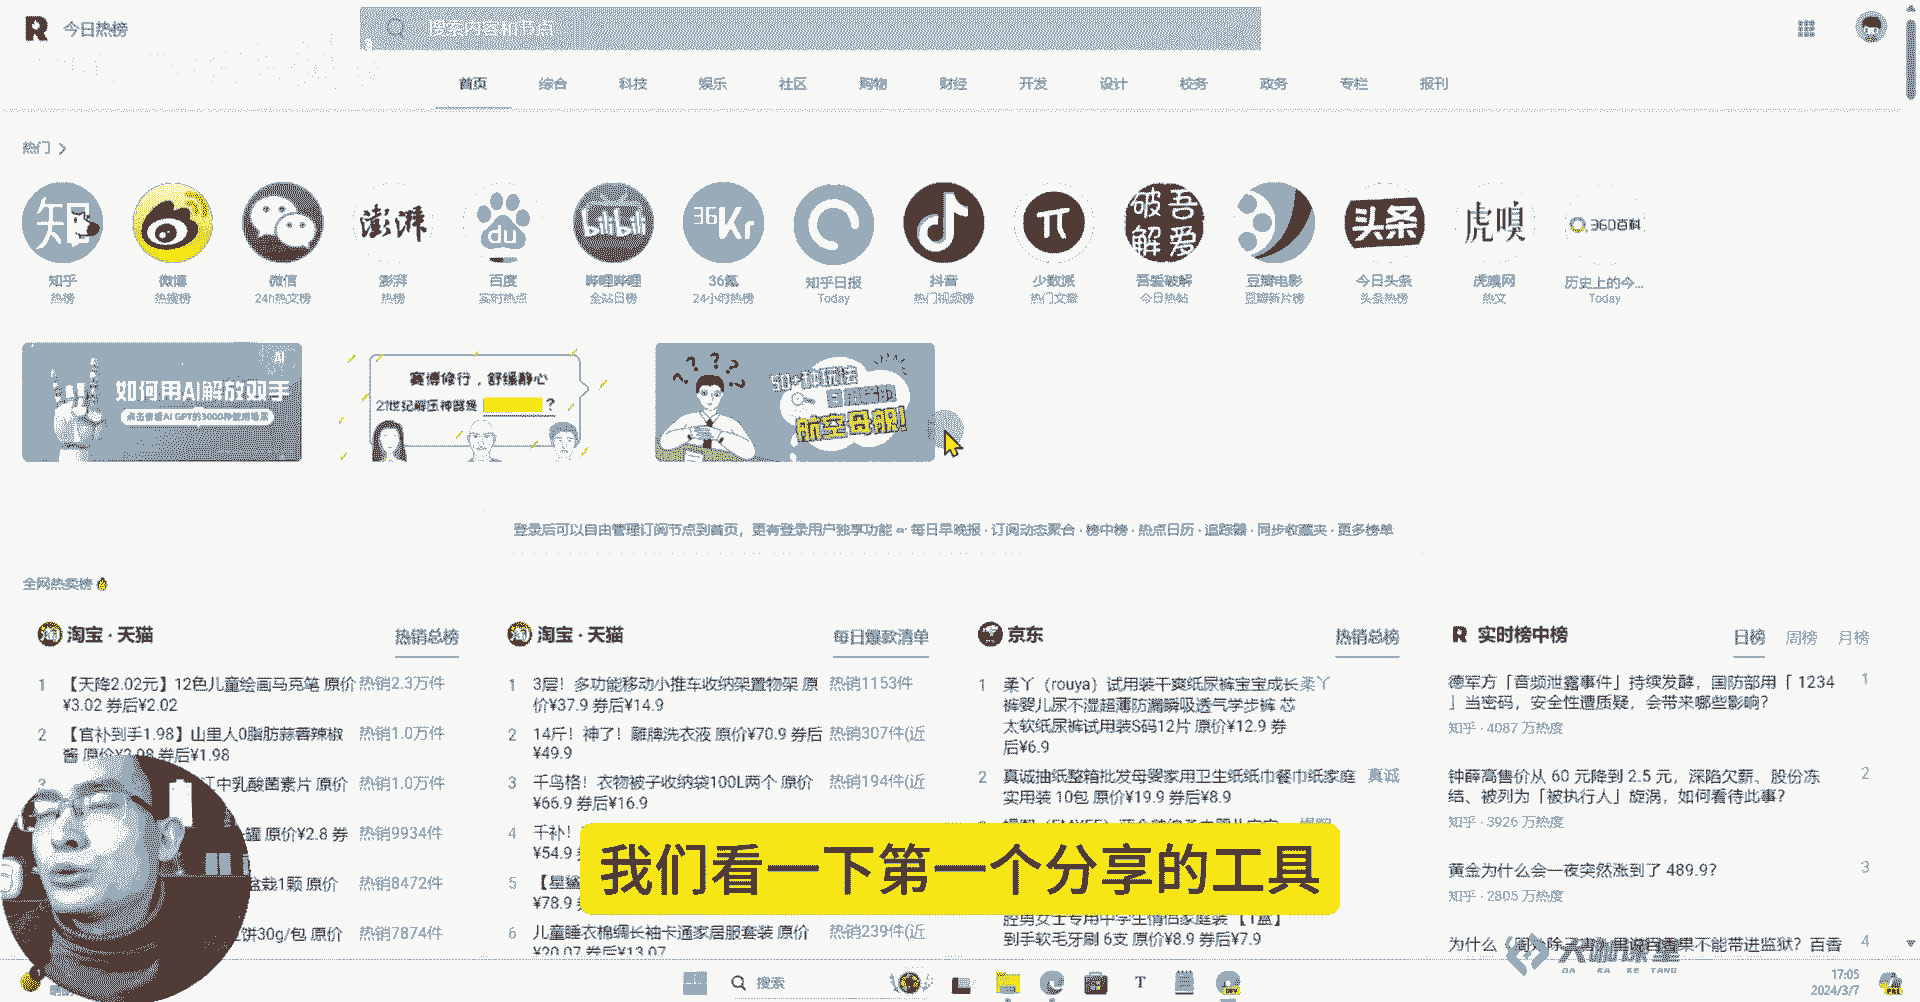 今日热榜
搜索内容和节点
首页 综合 科技 娱乐 社区 购物 财经 开发 设计 校务 政务 专栏 报刊
热门
知 澎湃 du bilibili 36Kr π 吾爱破解 头条 虎嗅 360百科
知乎 微博 微信 澎湃 百度 哔哩哔哩 36氪 知乎日报 抖音 少数派 吾爱破解 豆瓣电影 今日头条 虎嗅网 历史上的今...
热榜 热搜榜 24h热文榜 热榜 实时热点 全站日榜 24小时热榜 Today 热门视频榜 热门文章 今日热帖 豆瓣新片榜 头条热榜 热文 Today
AI
如何用AI解放双手
点击查看AI GPT的3000种使用场景
赛博修行，舒缓静心
21世纪解压神器是 ？
50+种玩法
航空母舰!
登录后可以自由管理订阅节点到首页，更有登录用户独享功能 👓 每日早晚报 · 订阅动态聚合 · 榜中榜 · 热点日历 · 追踪器 · 同步收藏夹 · 更多榜单
全网热卖榜
淘宝 · 天猫 热销总榜
1 【天降2.02元】12色儿童绘画马克笔 原价 热销2.3万件
¥3.02 券后¥2.02
2 【官补到手1.98】山里人0脂肪蒜蓉辣椒 热销1.0万件
酱 原价¥3.98 券后¥1.98
江中乳酸菌素片 原价 热销1.0万件
罐 原价¥2.8 券 热销9934件
盆栽1颗 原价 热销8472件
饼30g/包 原价 热销7874件
淘宝 · 天猫 每日爆款清单
1 3层！多功能移动小推车收纳架置物架 原 热销1153件
价¥37.9 券后¥14.9
2 14斤！神了！雕牌洗衣液 原价¥70.9 券后 热销307件(近
¥49.9
3 千鸟格！衣物被子收纳袋100L两个 原价 热销194件(近
¥66.9 券后¥16.9
4 千补！
¥54.9
5
¥78.9
6 儿童睡衣棉绸长袖卡通家居服套装 原价 热销239件(近
¥20.07 券后¥13.07
京东 热销总榜
1 柔丫（rouya）试用装干爽纸尿裤宝宝成长 柔丫
裤婴儿尿不湿超薄防漏瞬吸透气学步裤 芯
太软纸尿裤试用装S码12片 原价¥12.9 券
后¥6.9
2 真诚抽纸整箱批发母婴家用卫生纸纸巾餐巾纸家庭 真诚
实用装 10包 原价¥19.9 券后¥8.9
腔男女士专用中学生情侣家庭装 【1盒】
到手软毛牙刷 6支 原价¥8.9 券后¥7.9
实时榜中榜 日榜 周榜 月榜
德军方「音频泄露事件」持续发酵，国防部用「 1234 1
」当密码，安全性遭质疑，会带来哪些影响？
知乎 · 4087 万热度
钟薛高售价从 60 元降到 2.5 元，深陷欠薪、股份冻 2
结、被列为「被执行人」旋涡，如何看待此事？
知乎 · 3926 万热度
黄金为什么会一夜突然涨到了 489.9? 3
知乎 · 2805 万热度
为什么 4
我们看一下第一个分享的工具
大咖课堂
DA KA KE TANG
搜索
T
DEV
17:05
2024/3/7
PRE